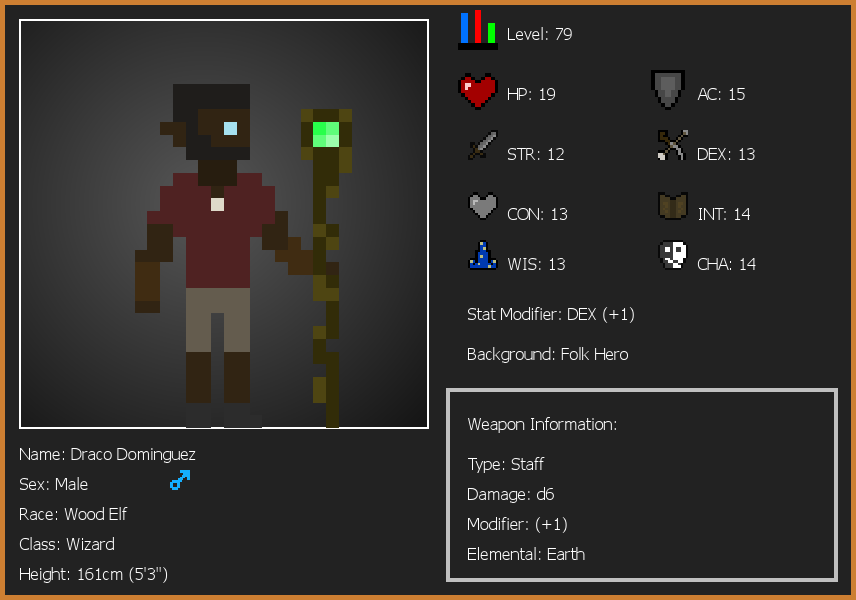 Level: 79
HP: 19
AC: 15
STR: 12
DEX: 13
CON: 13
INT: 14
WIS: 13
CHA: 14
Stat Modifier: DEX (+1)
Background: Folk Hero
Weapon Information:
Type: Staff
Damage: d6
Modifier: (+1)
Elemental: Earth
Name: Draco Dominguez
Sex: Male
Race: Wood Elf
Class: Wizard
Height: 161cm (5'3")